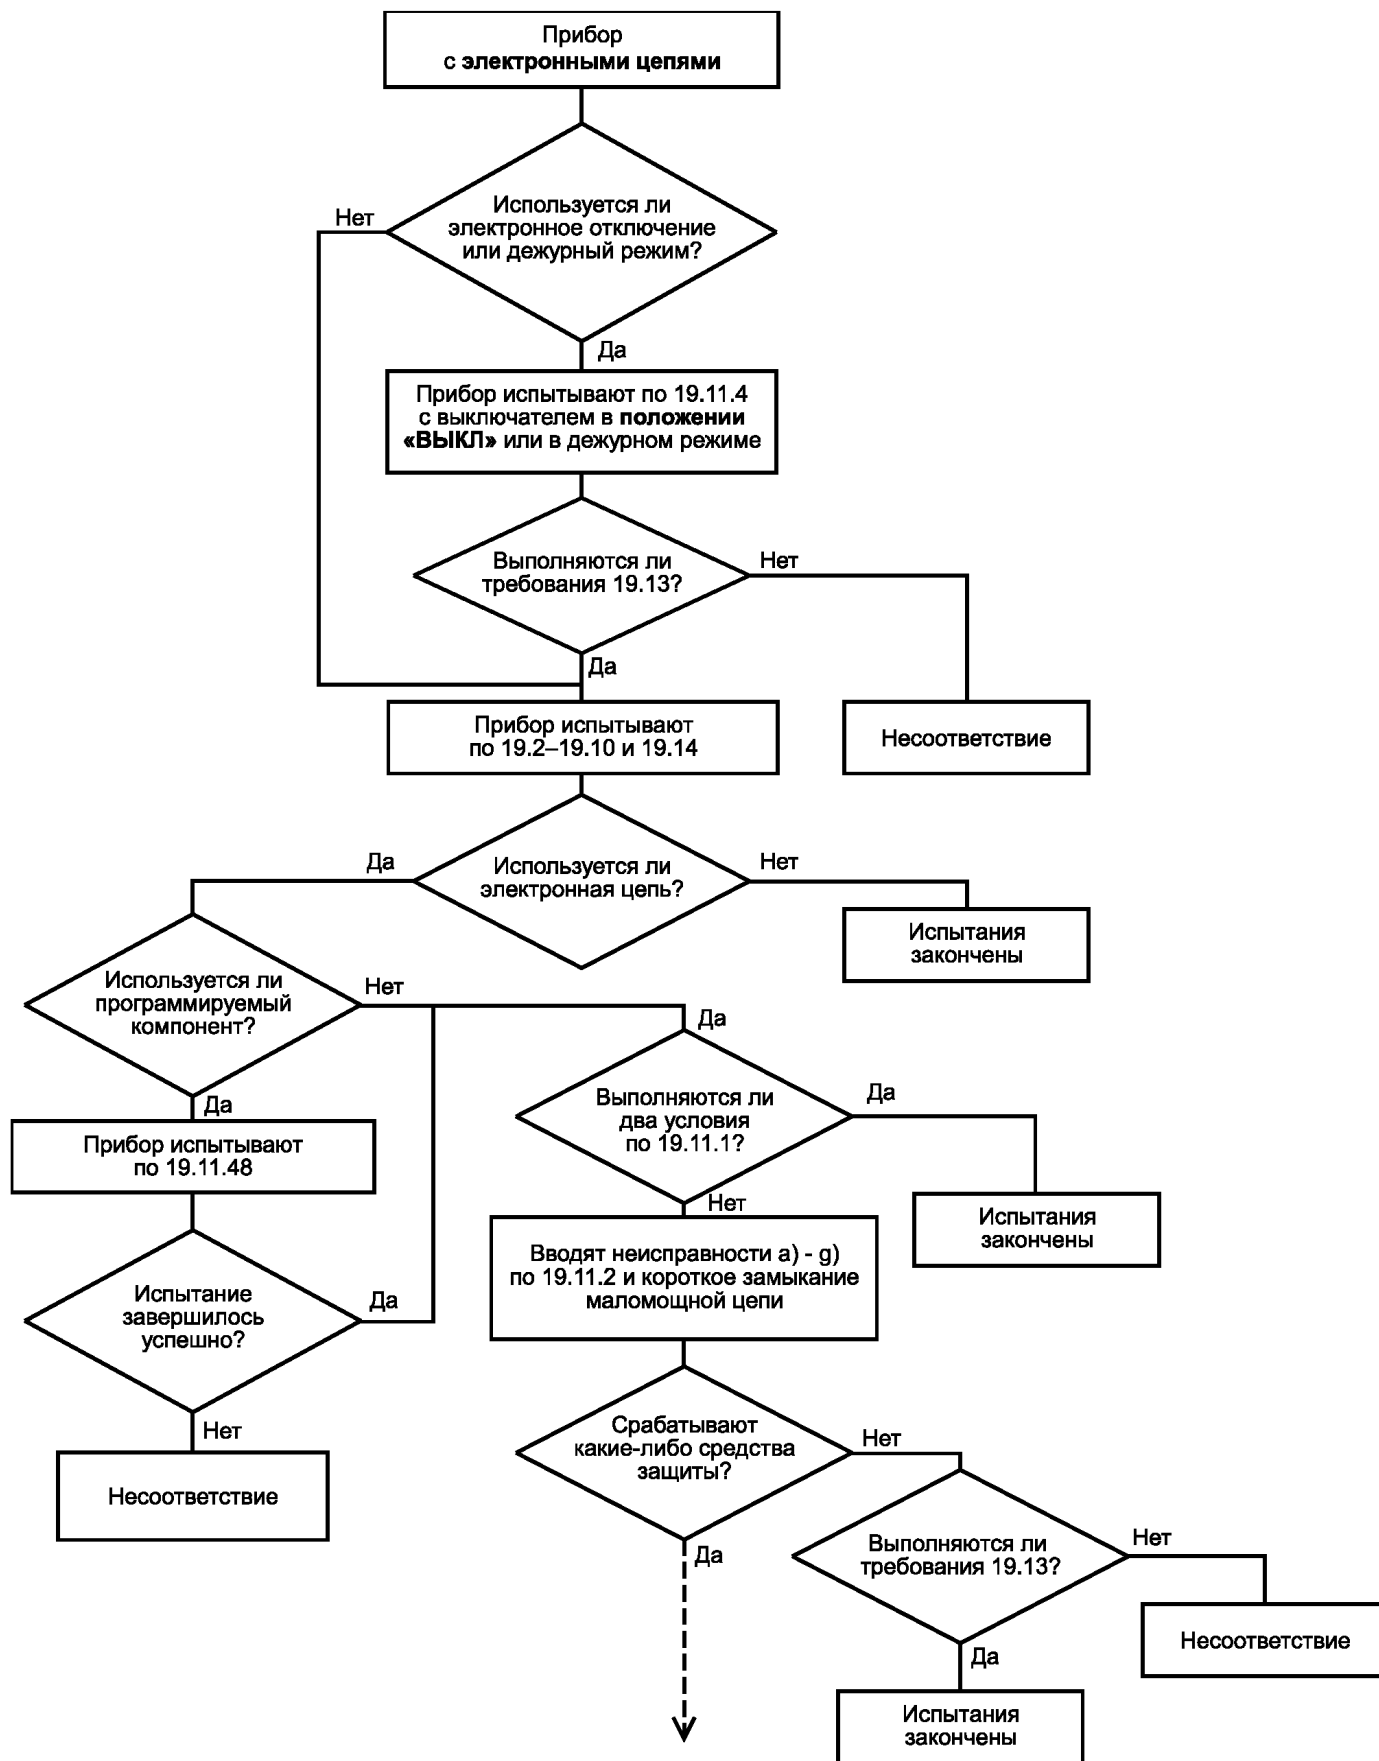 Прибор
с электронными цепями
Используется ли
электронное отключение
или дежурный режим?
Нет
Да
Прибор испытывают по 19.11.4
с выключателем в положении
«ВЫКЛ» или в дежурном режиме
Выполняются ли
требования 19.13?
Нет
Да
Прибор испытывают
по 19.2–19.10 и 19.14
Несоответствие
Используется ли
электронная цепь?
Да
Нет
Испытания
закончены
Используется ли
программируемый
компонент?
Нет
Да
Да
Прибор испытывают
по 19.11.48
Выполняются ли
два условия
по 19.11.1?
Да
Нет
Испытания
закончены
Вводят неисправности a) - g)
по 19.11.2 и короткое замыкание
маломощной цепи
Испытание
завершилось
успешно?
Да
Нет
Несоответствие
Срабатывают
какие-либо средства
защиты?
Нет
Да
Выполняются ли
требования 19.13?
Нет
Да
Несоответствие
Испытания
закончены